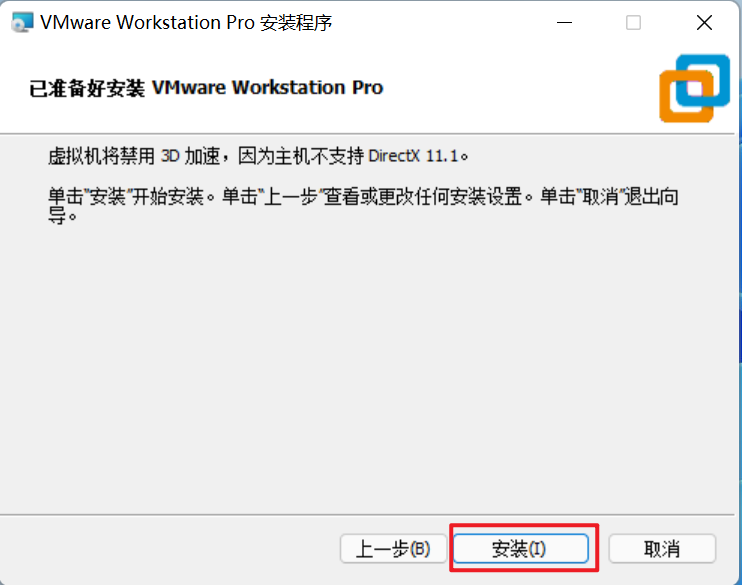 VMware Workstation Pro 安装程序
已准备好安装 VMware Workstation Pro
虚拟机将禁用 3D 加速，因为主机不支持 DirectX 11.1。
单击“安装”开始安装。单击“上一步”查看或更改任何安装设置。单击“取消”退出向
导。
上一步(B) 安装(I) 取消